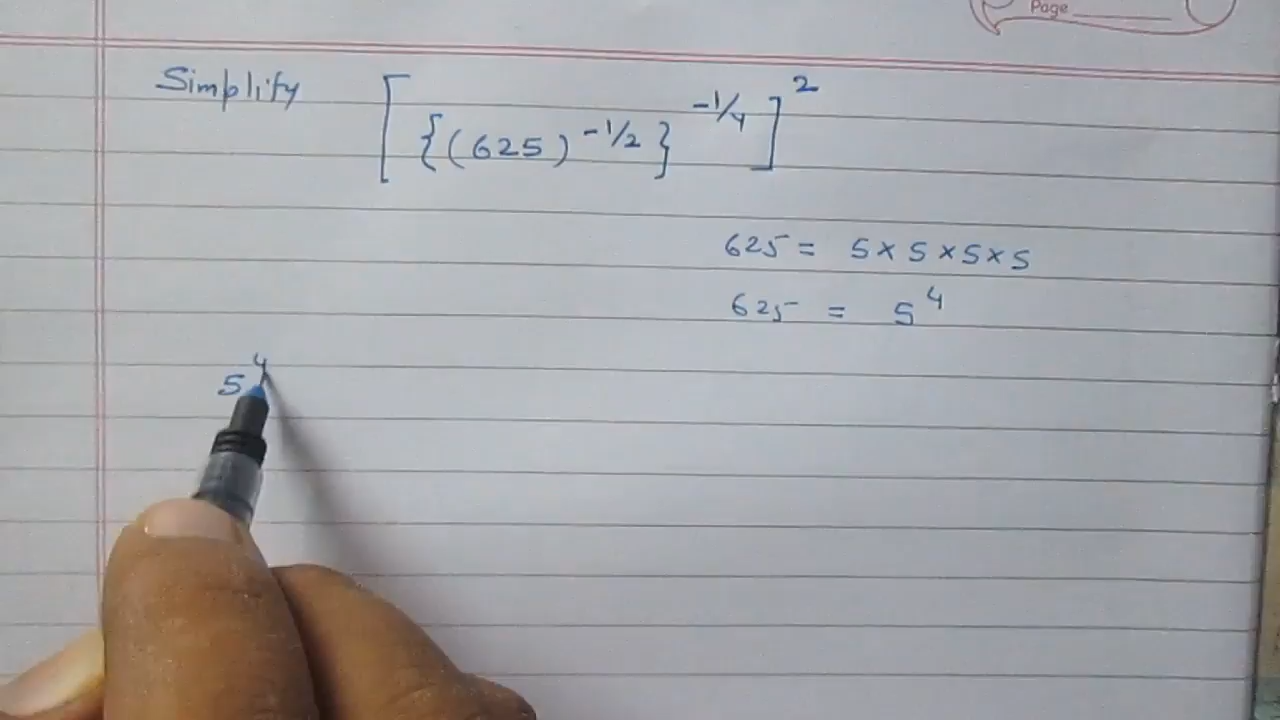 Page
Simplify [{(625)^-1/2}^-1/4]^2
625 = 5×5×5×5
625 = 5^4
5^4